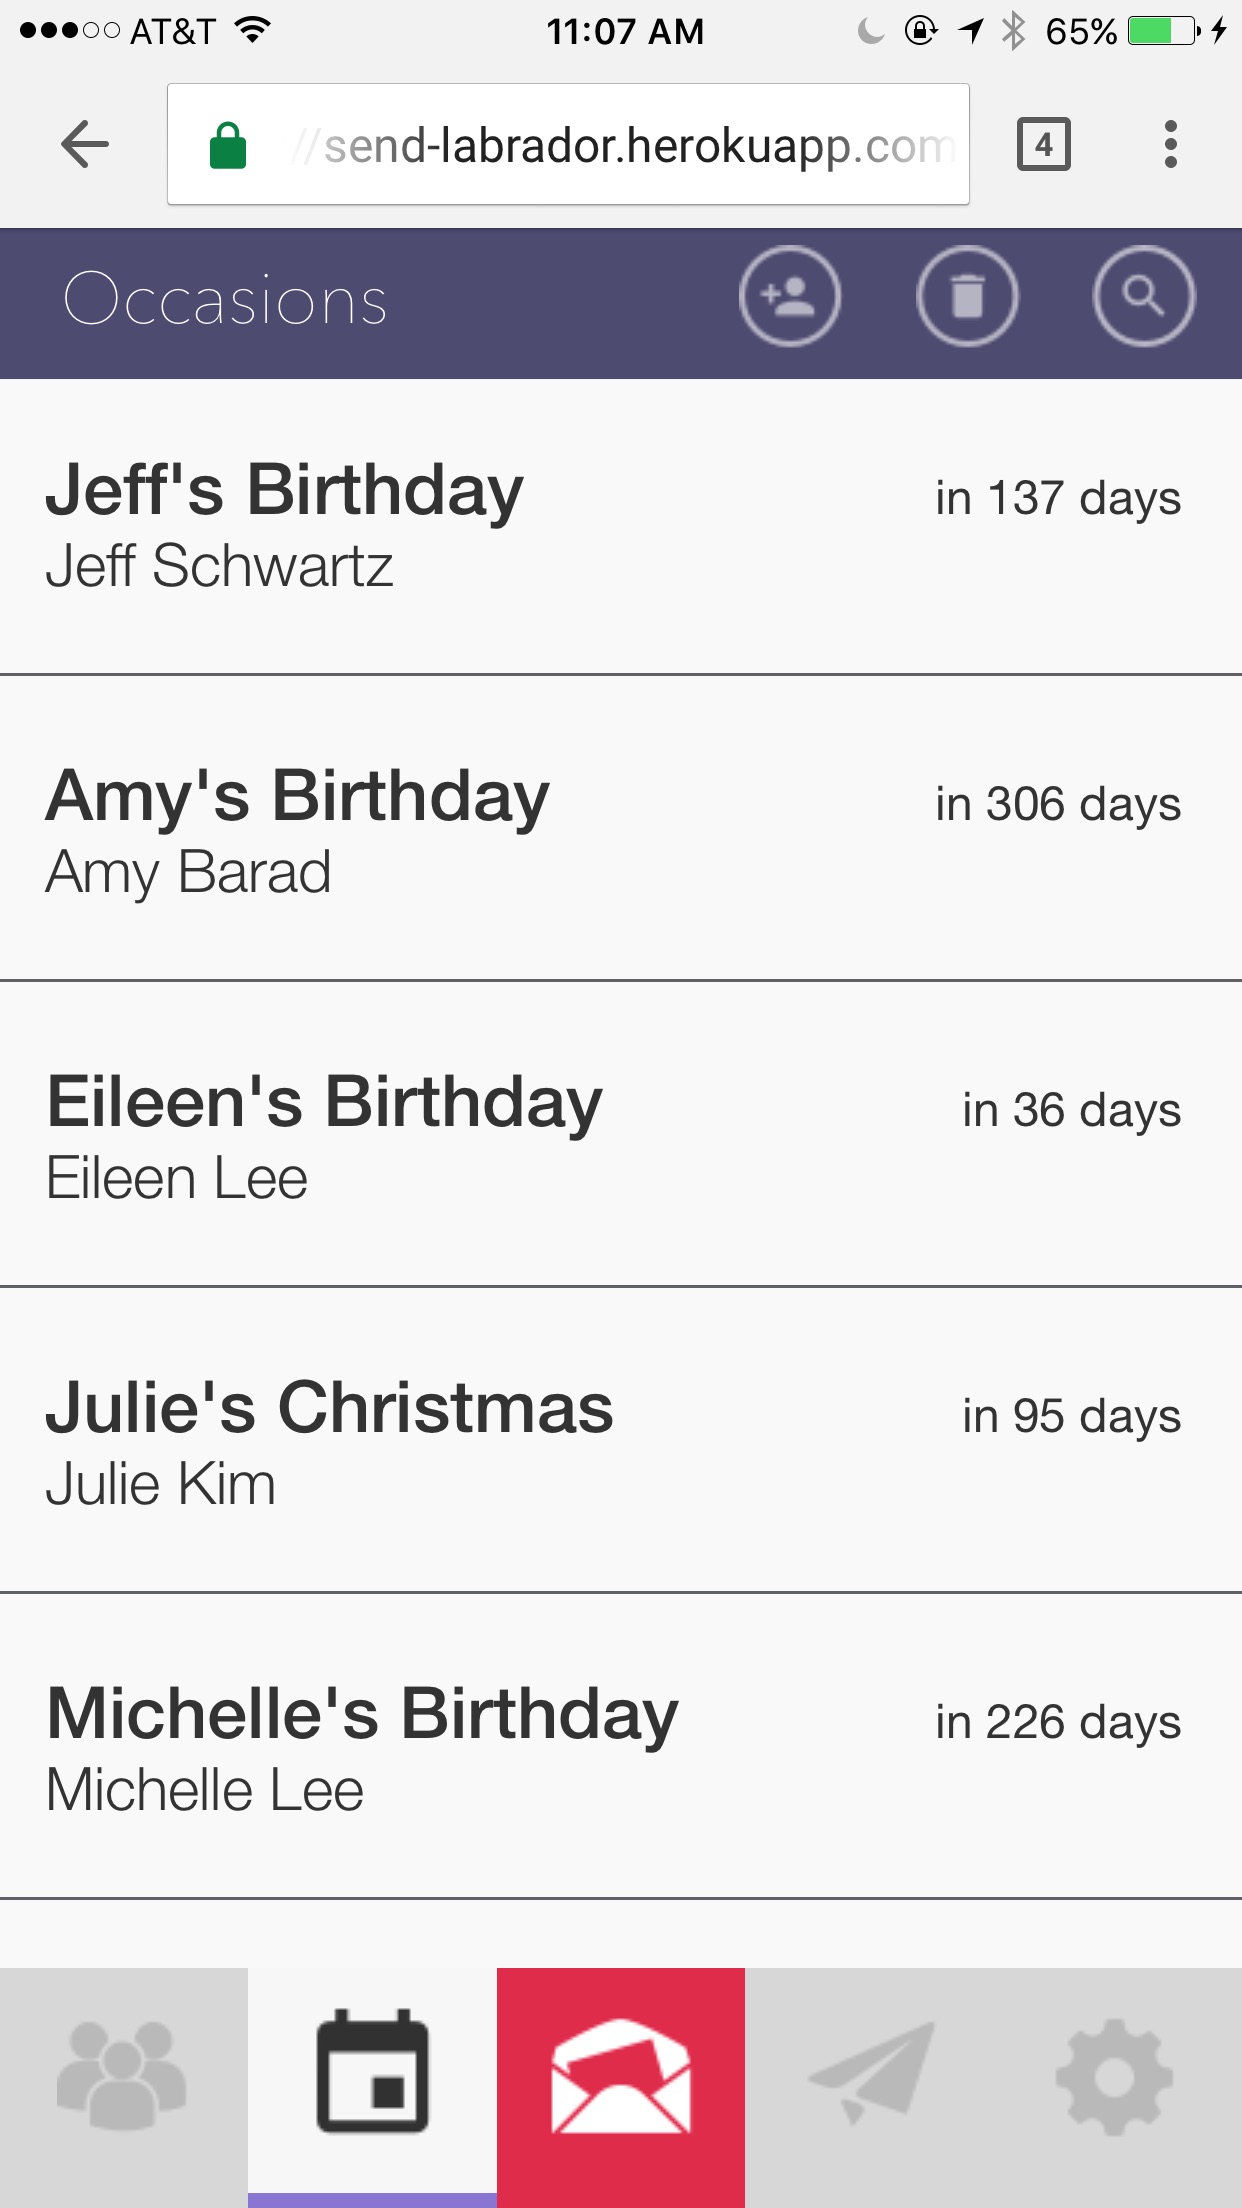 AT&T 11:07 AM 65%
//send-labrador.herokuapp.com 4
Occasions
Jeff's Birthday in 137 days
Jeff Schwartz
Amy's Birthday in 306 days
Amy Barad
Eileen's Birthday in 36 days
Eileen Lee
Julie's Christmas in 95 days
Julie Kim
Michelle's Birthday in 226 days
Michelle Lee